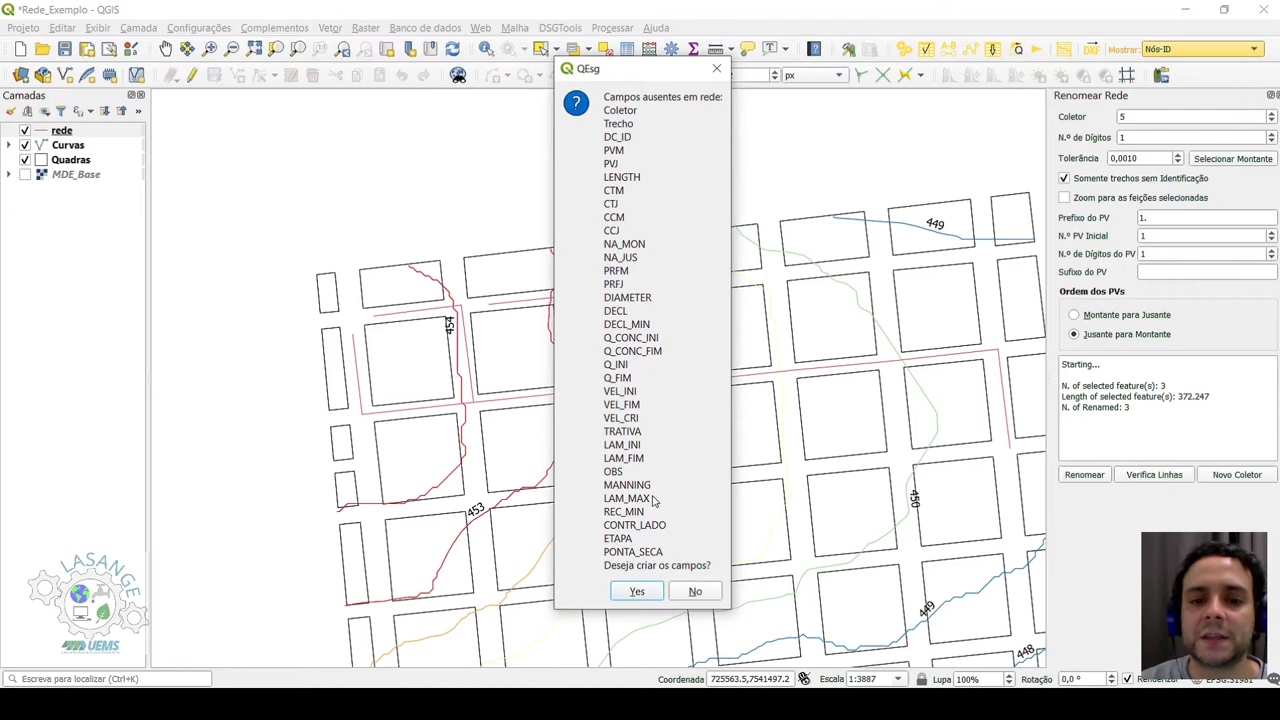 *Rede_Exemplo — QGIS
Projeto Editar Exibir Camada Configurações Complementos Vetor Raster Banco de dados Web Malha DSGTools Processar Ajuda
Mostrar: Nós-ID
px
Camadas
rede
Curvas
Quadras
MDE_Base
QEsg
Campos ausentes em rede:
Coletor
Trecho
DC_ID
PVM
PVJ
LENGTH
CTM
CTJ
CCM
CCJ
NA_MON
NA_JUS
PRFM
PRFJ
DIAMETER
DECL
DECL_MIN
Q_CONC_INI
Q_CONC_FIM
Q_INI
Q_FIM
VEL_INI
VEL_FIM
VEL_CRI
TRATIVA
LAM_INI
LAM_FIM
OBS
MANNING
LAM_MAX
REC_MIN
CONTR_LADO
ETAPA
PONTA_SECA
Deseja criar os campos?
Yes No
454
453
449
450
449
448
Renomear Rede
Coletor 5
N.º de Dígitos 1
Tolerância 0,0010 Selecionar Montante
Somente trechos sem Identificação
Zoom para as feições selecionadas
Prefixo do PV 1.
N.º PV Inicial 1
N.º de Dígitos do PV 1
Sufixo do PV
Ordem dos PVs
Montante para Jusante
Jusante para Montante
Starting...
N. of selected feature(s): 3
Length of selected feature(s): 372.247
N. of Renamed: 3
Renomear Verifica Linhas Novo Coletor
LASANGE
UEMS
Escreva para localizar (Ctrl+K) Coordenada 725563.5,7541497.2 Escala 1:3887 Lupa 100% Rotação 0,0 ° Renderizar EPSG:31981